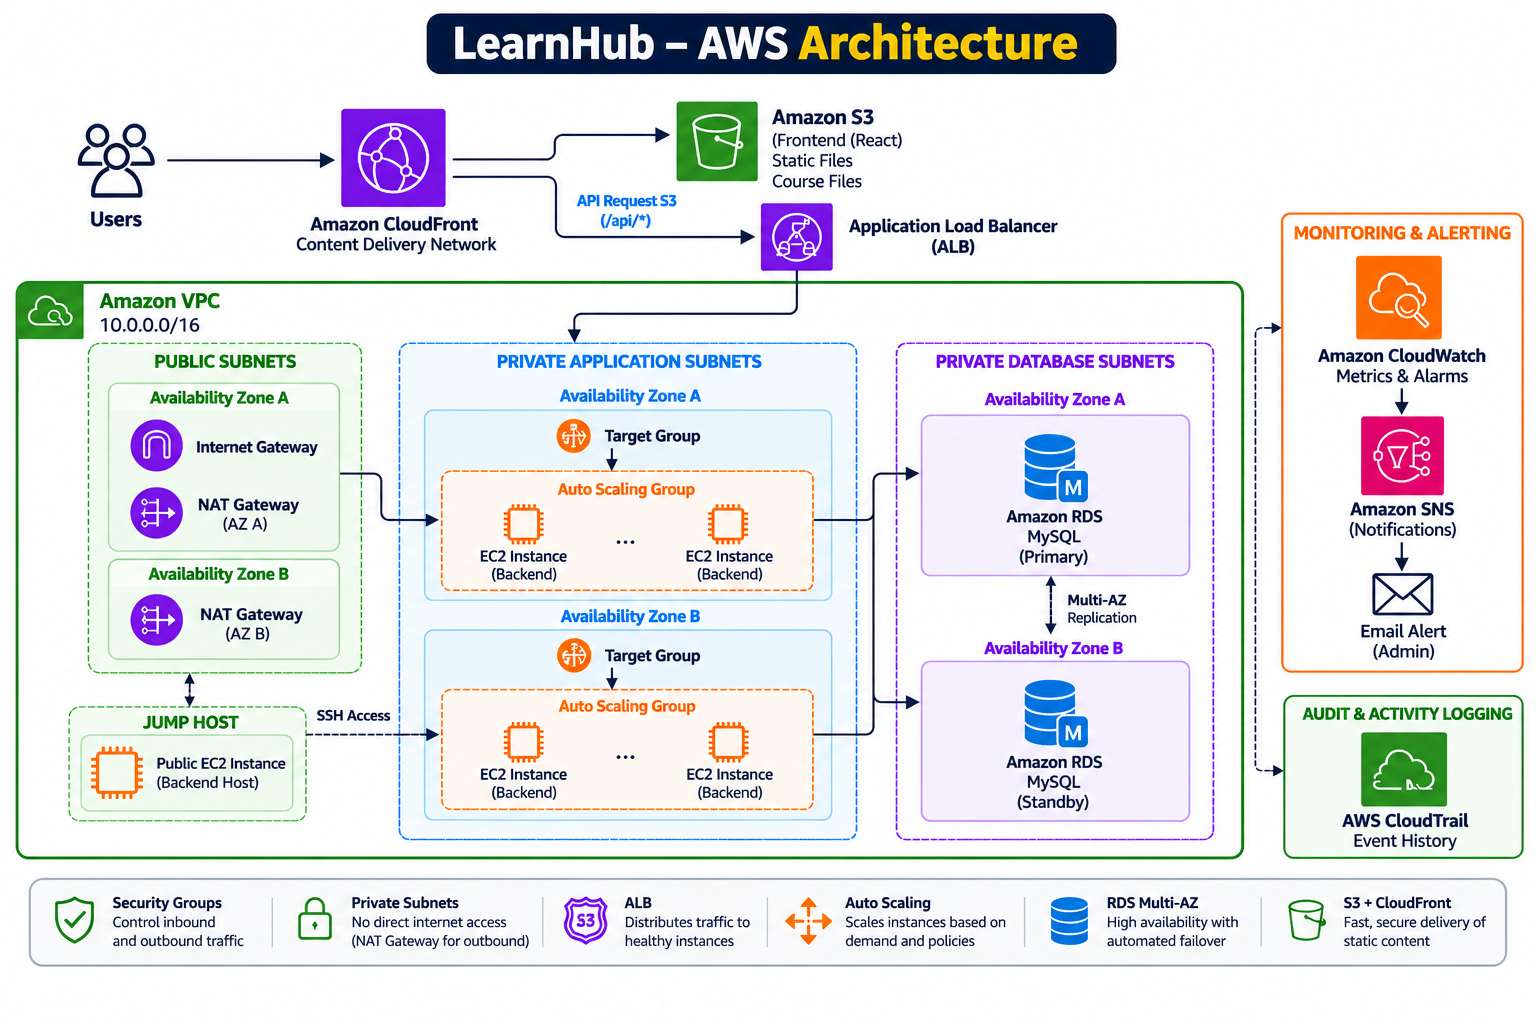 LearnHub – AWS Architecture
Users
Amazon CloudFront
Content Delivery Network
Amazon S3
(Frontend (React)
Static Files
Course Files
API Request S3
(/api/*)
Application Load Balancer
(ALB)
Amazon VPC
10.0.0.0/16
PUBLIC SUBNETS
Availability Zone A
Internet Gateway
NAT Gateway
(AZ A)
Availability Zone B
NAT Gateway
(AZ B)
JUMP HOST
Public EC2 Instance
(Backend Host)
SSH Access
PRIVATE APPLICATION SUBNETS
Availability Zone A
Target Group
Auto Scaling Group
EC2 Instance
(Backend)
...
EC2 Instance
(Backend)
Availability Zone B
Target Group
Auto Scaling Group
EC2 Instance
(Backend)
...
EC2 Instance
(Backend)
PRIVATE DATABASE SUBNETS
Availability Zone A
M
Amazon RDS
MySQL
(Primary)
Multi-AZ
Replication
Availability Zone B
M
Amazon RDS
MySQL
(Standby)
MONITORING & ALERTING
Amazon CloudWatch
Metrics & Alarms
Amazon SNS
(Notifications)
Email Alert
(Admin)
AUDIT & ACTIVITY LOGGING
AWS CloudTrail
Event History
Security Groups
Control inbound
and outbound traffic
Private Subnets
No direct internet access
(NAT Gateway for outbound)
S3
ALB
Distributes traffic to
healthy instances
Auto Scaling
Scales instances based on
demand and policies
RDS Multi-AZ
High availability with
automated failover
S3 + CloudFront
Fast, secure delivery of
static content